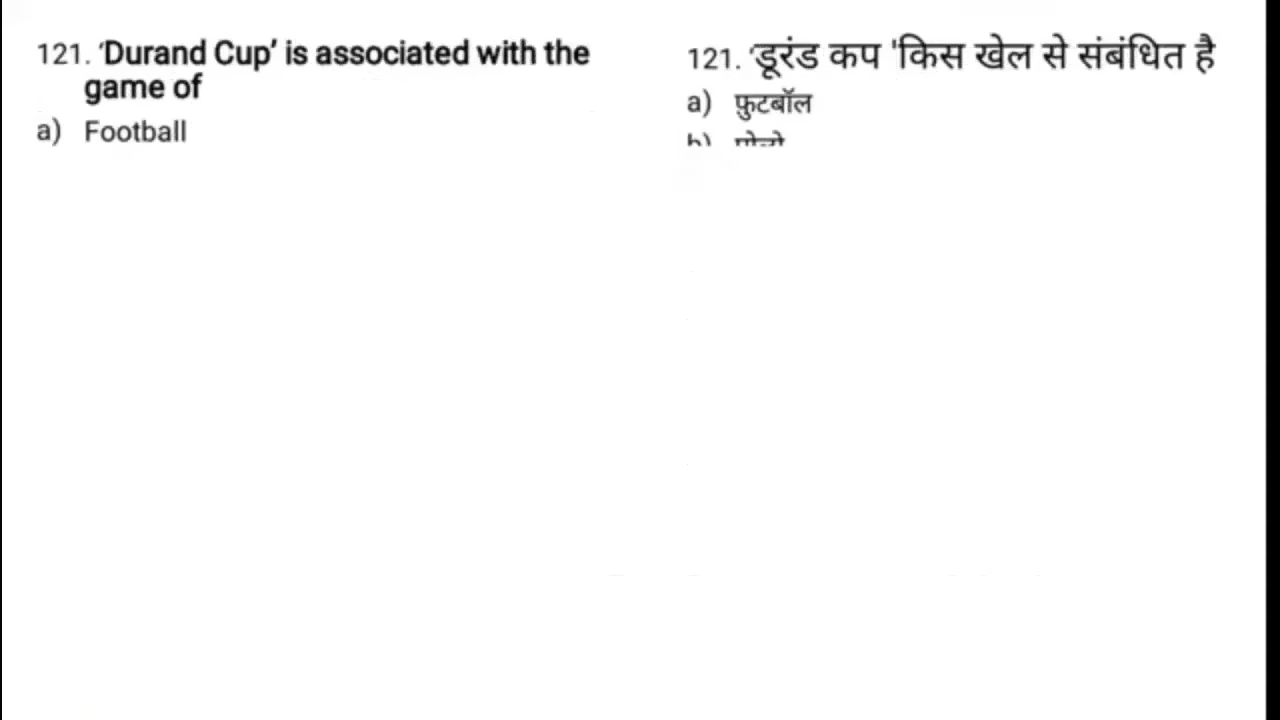 121. 'Durand Cup' is associated with the
game of
a) Football
121. 'डूरंड कप 'किस खेल से संबंधित है
a) फ़ुटबॉल